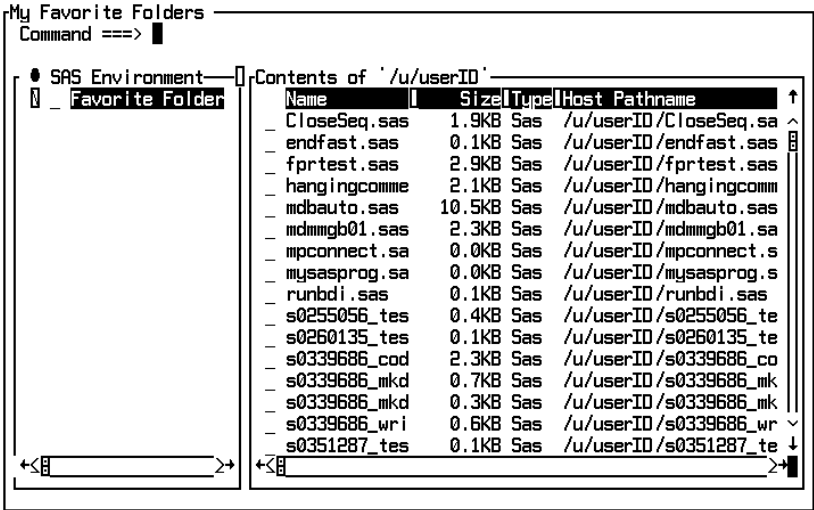 My Favorite Folders
Command ===>
SAS Environment
Favorite Folder
Contents of '/u/userID'
Name Size Type Host Pathname
_ CloseSeq.sas 1.9KB Sas /u/userID/CloseSeq.sa
_ endfast.sas 0.1KB Sas /u/userID/endfast.sas
_ fprtest.sas 2.9KB Sas /u/userID/fprtest.sas
_ hangingcomme 2.1KB Sas /u/userID/hangingcomm
_ mdbauto.sas 10.5KB Sas /u/userID/mdbauto.sas
_ mdmmgb01.sas 2.3KB Sas /u/userID/mdmmgb01.sa
_ mpconnect.sa 0.0KB Sas /u/userID/mpconnect.s
_ mysasprog.sa 0.0KB Sas /u/userID/mysasprog.s
_ runbdi.sas 0.1KB Sas /u/userID/runbdi.sas
_ s0255056_tes 0.4KB Sas /u/userID/s0255056_te
_ s0260135_tes 0.1KB Sas /u/userID/s0260135_te
_ s0339686_cod 2.3KB Sas /u/userID/s0339686_co
_ s0339686_mkd 0.7KB Sas /u/userID/s0339686_mk
_ s0339686_mkd 0.3KB Sas /u/userID/s0339686_mk
_ s0339686_wri 0.6KB Sas /u/userID/s0339686_wr
_ s0351287_tes 0.1KB Sas /u/userID/s0351287_te